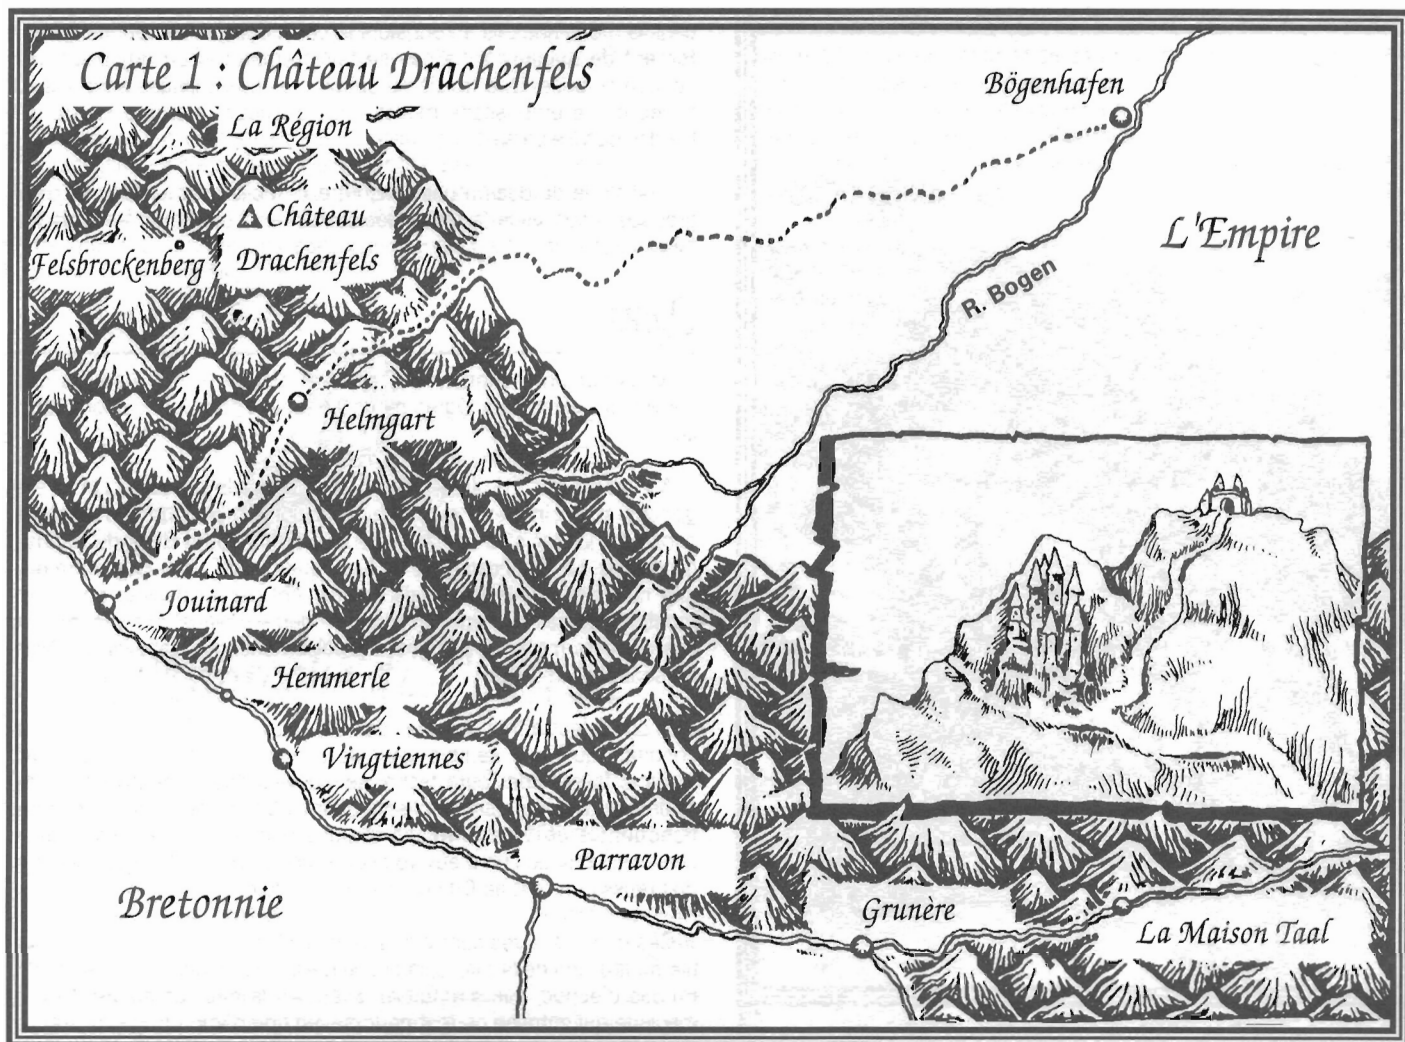 Carte 1 : Château Drachenfels
La Région
Bögenhafen
Château
Drachenfels
Felsbrockenberg
L'Empire
R. Bogen
Helmgart
Jouinard
Hemmerle
Vingtiennes
Parravon
Bretonnie
Grunère
La Maison Taal